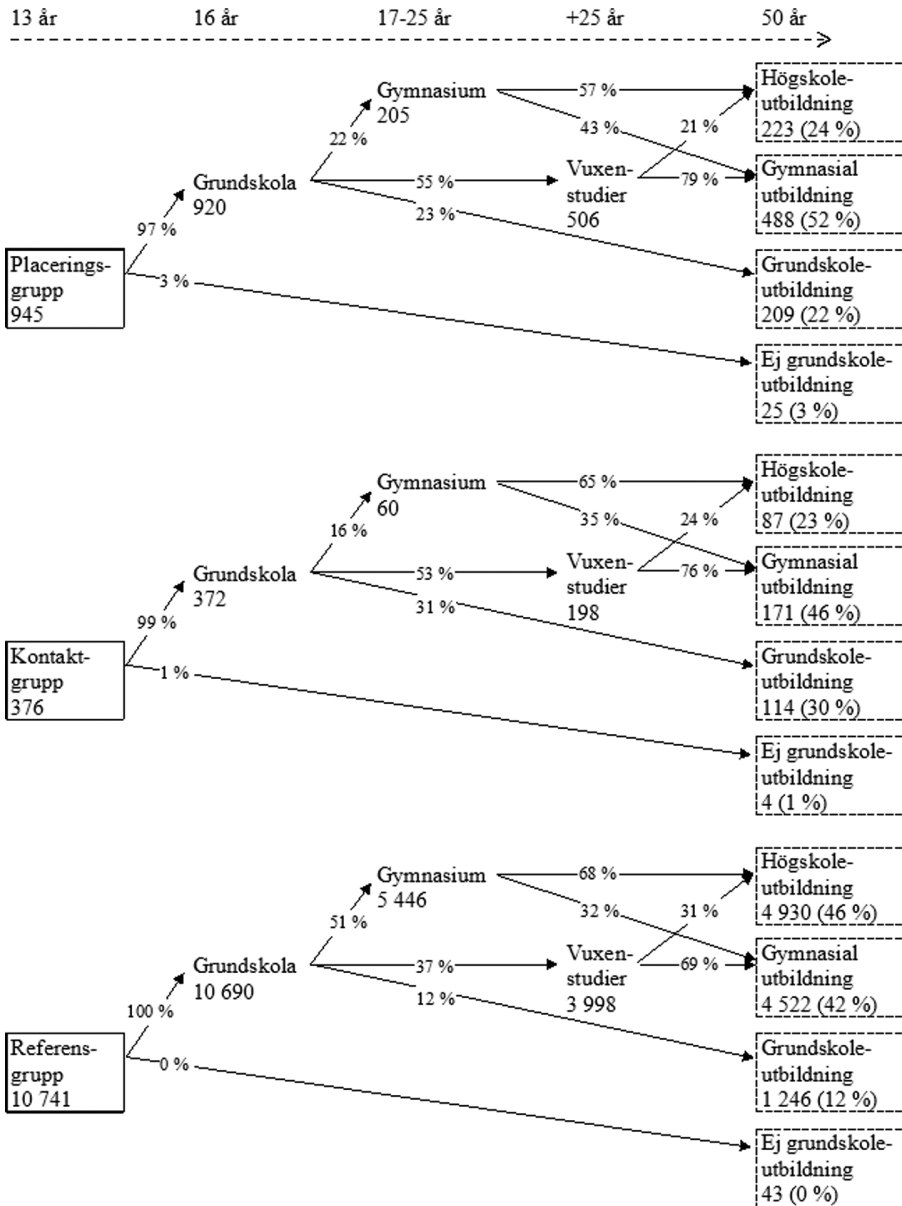 13 år 16 år 17-25 år +25 år 50 år
Högskole-
utbildning
223 (24 %)
Gymnasium
205
57 %
43 %
21 %
22 %
Gymnasial
utbildning
488 (52 %)
Grundskola
920
55 %
Vuxen-
studier
506
79 %
23 %
97 %
Placerings-
grupp
945
3 %
Grundskole-
utbildning
209 (22 %)
Ej grundskole-
utbildning
25 (3 %)
Högskole-
utbildning
87 (23 %)
Gymnasium
60
65 %
35 %
24 %
16 %
Gymnasial
utbildning
171 (46 %)
Grundskola
372
53 %
Vuxen-
studier
198
76 %
31 %
99 %
Kontakt-
grupp
376
1 %
Grundskole-
utbildning
114 (30 %)
Ej grundskole-
utbildning
4 (1 %)
Högskole-
utbildning
4 930 (46 %)
Gymnasium
5 446
68 %
32 %
31 %
51 %
Gymnasial
utbildning
4 522 (42 %)
Grundskola
10 690
37 %
Vuxen-
studier
3 998
69 %
12 %
100 %
Referens-
grupp
10 741
0 %
Grundskole-
utbildning
1 246 (12 %)
Ej grundskole-
utbildning
43 (0 %)